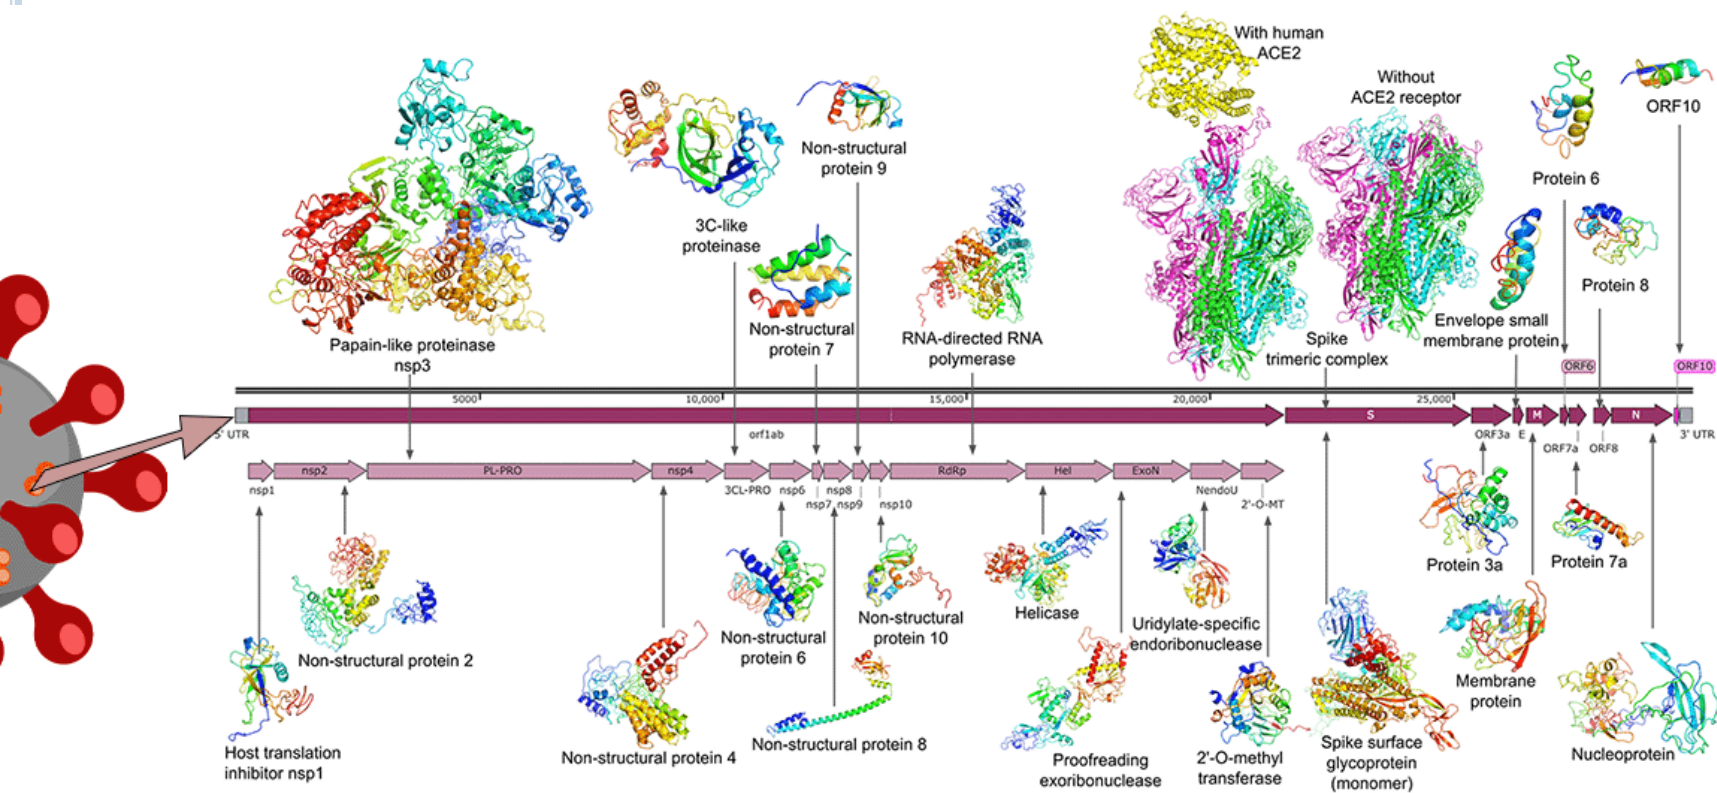 With human
ACE2
Without
ACE2 receptor
ORF10
Non-structural
protein 9
Protein 6
3C-like
proteinase
Protein 8
Non-structural
protein 7
RNA-directed RNA
polymerase
Envelope small
membrane protein
Papain-like proteinase
nsp3
Spike
trimeric complex
ORF6
ORF10
5000
10,000
15,000
20,000
25,000
S
M
N
5' UTR
orf1ab
ORF3a
E
ORF7a
ORF8
3' UTR
nsp2
PL-PRO
nsp4
RdRp
Hel
ExoN
nsp1
3CL-PRO
nsp6
nsp7
nsp8
nsp9
nsp10
NendoU
2'-O-MT
Protein 3a
Protein 7a
Non-structural protein 2
Non-structural
protein 6
Non-structural
protein 10
Helicase
Uridylate-specific
endoribonuclease
Membrane
protein
Host translation
inhibitor nsp1
Non-structural protein 4
Non-structural protein 8
Proofreading
exoribonuclease
2'-O-methyl
transferase
Spike surface
glycoprotein
(monomer)
Nucleoprotein